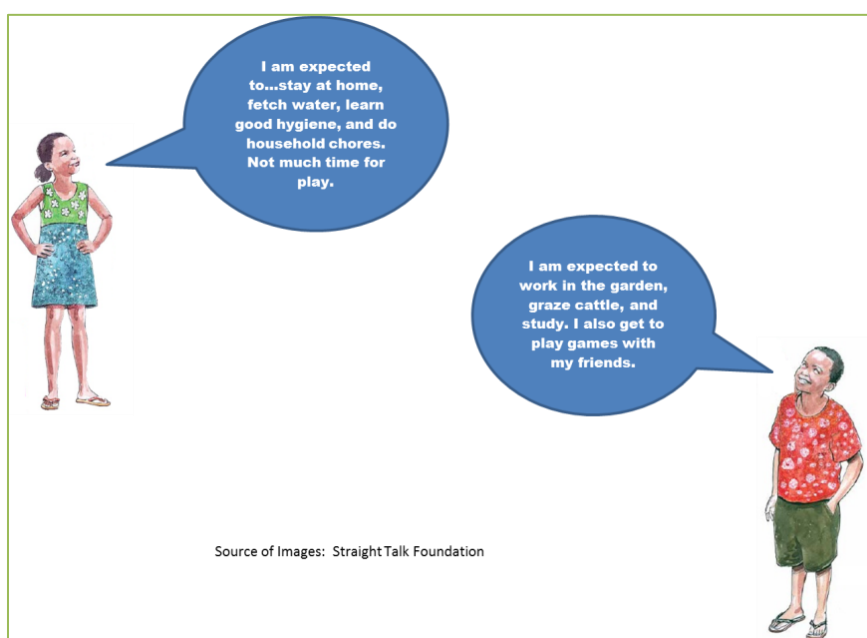 I am expected
to...stay at home,
fetch water, learn
good hygiene, and do
household chores.
Not much time for
play.
I am expected to
work in the garden,
graze cattle, and
study. I also get to
play games with
my friends.
Source of Images:  Straight Talk Foundation